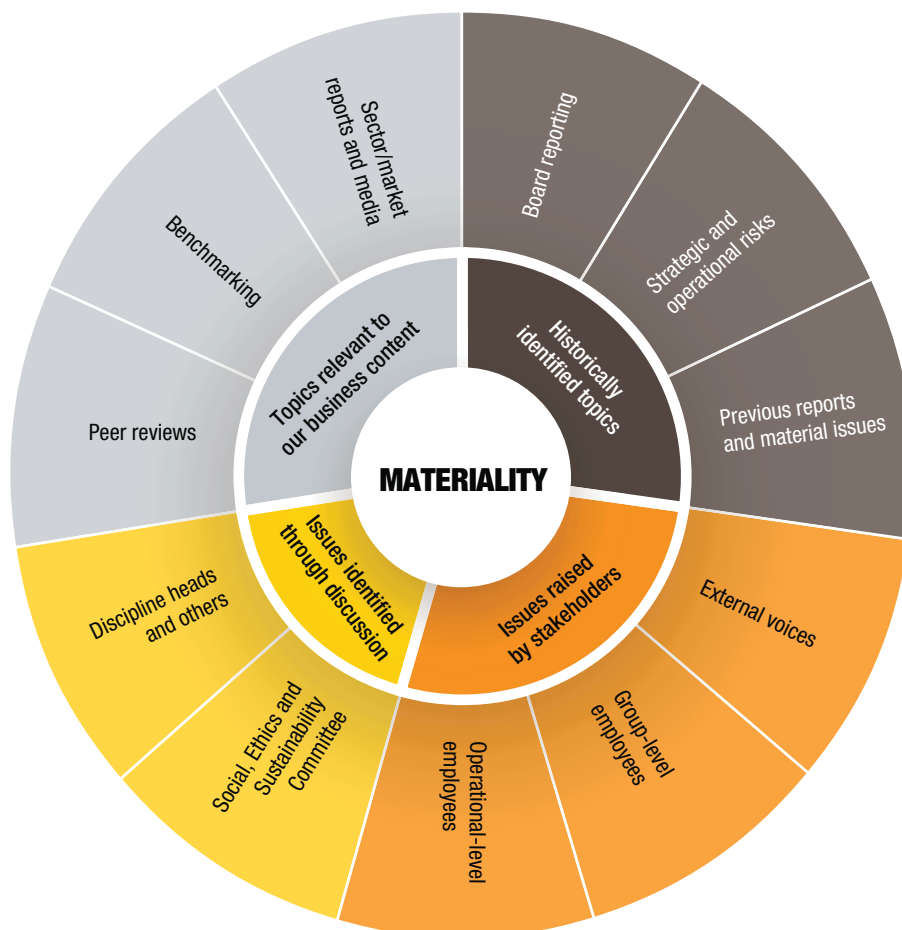 Sector/market
reports and media
Board reporting
Strategic and
operational risks
Previous reports
and material issues
External voices
Group-level
employees
Operational-level
employees
Social, Ethics and
Sustainability
Committee
Discipline heads
and others
Peer reviews
Benchmarking
Topics relevant to
our business content
Historically
identified topics
Issues raised
by stakeholders
Issues identified
through discussion
MATERIALITY